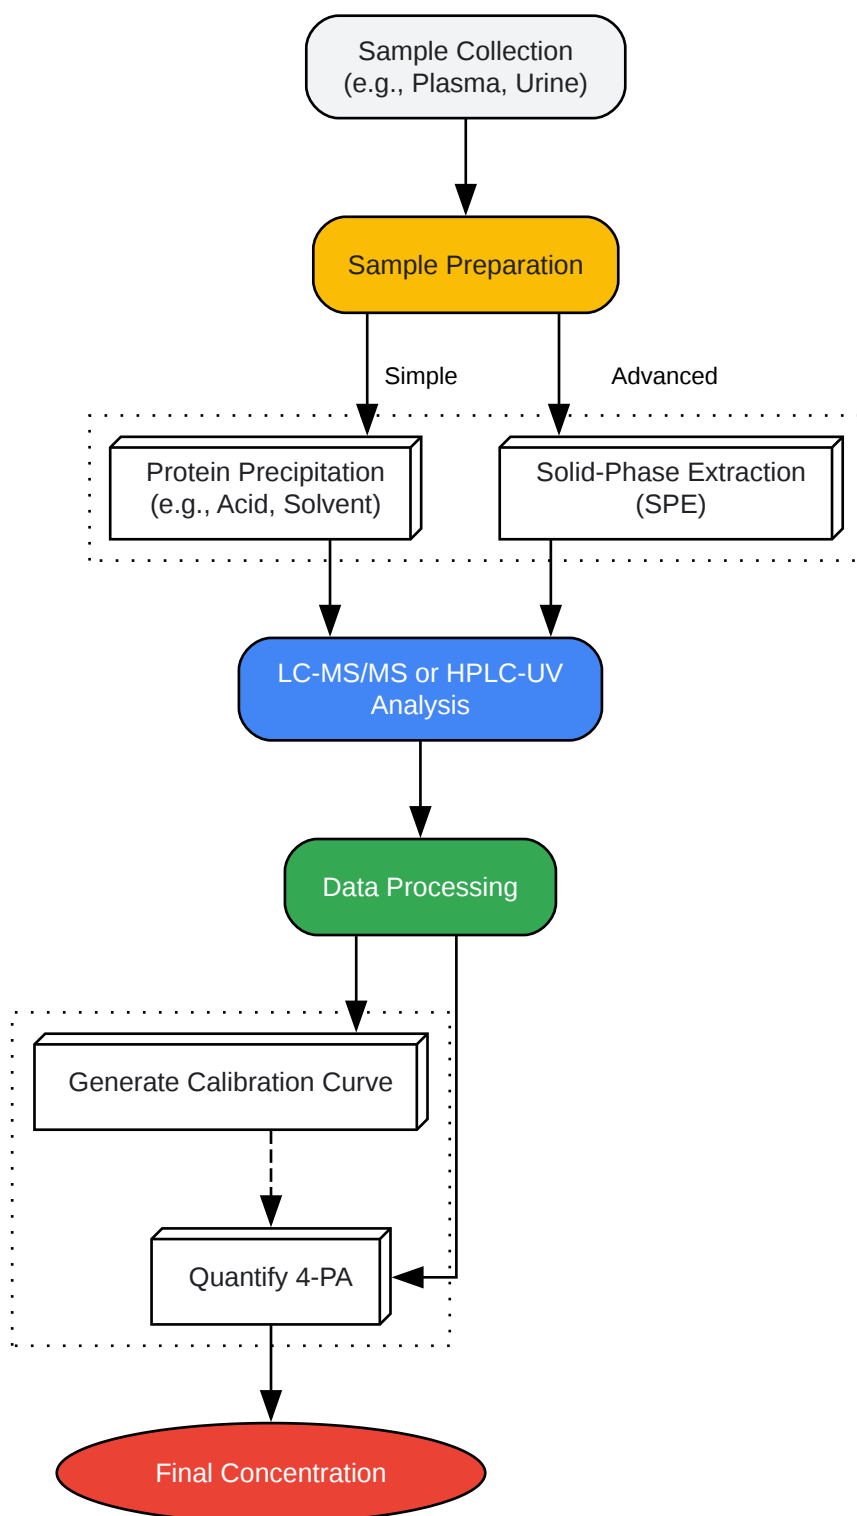 Sample Collection
(e.g., Plasma, Urine)
Sample Preparation
Simple
Advanced
Protein Precipitation
(e.g., Acid, Solvent)
Solid-Phase Extraction
(SPE)
LC-MS/MS or HPLC-UV
Analysis
Data Processing
Generate Calibration Curve
Quantify 4-PA
Final Concentration